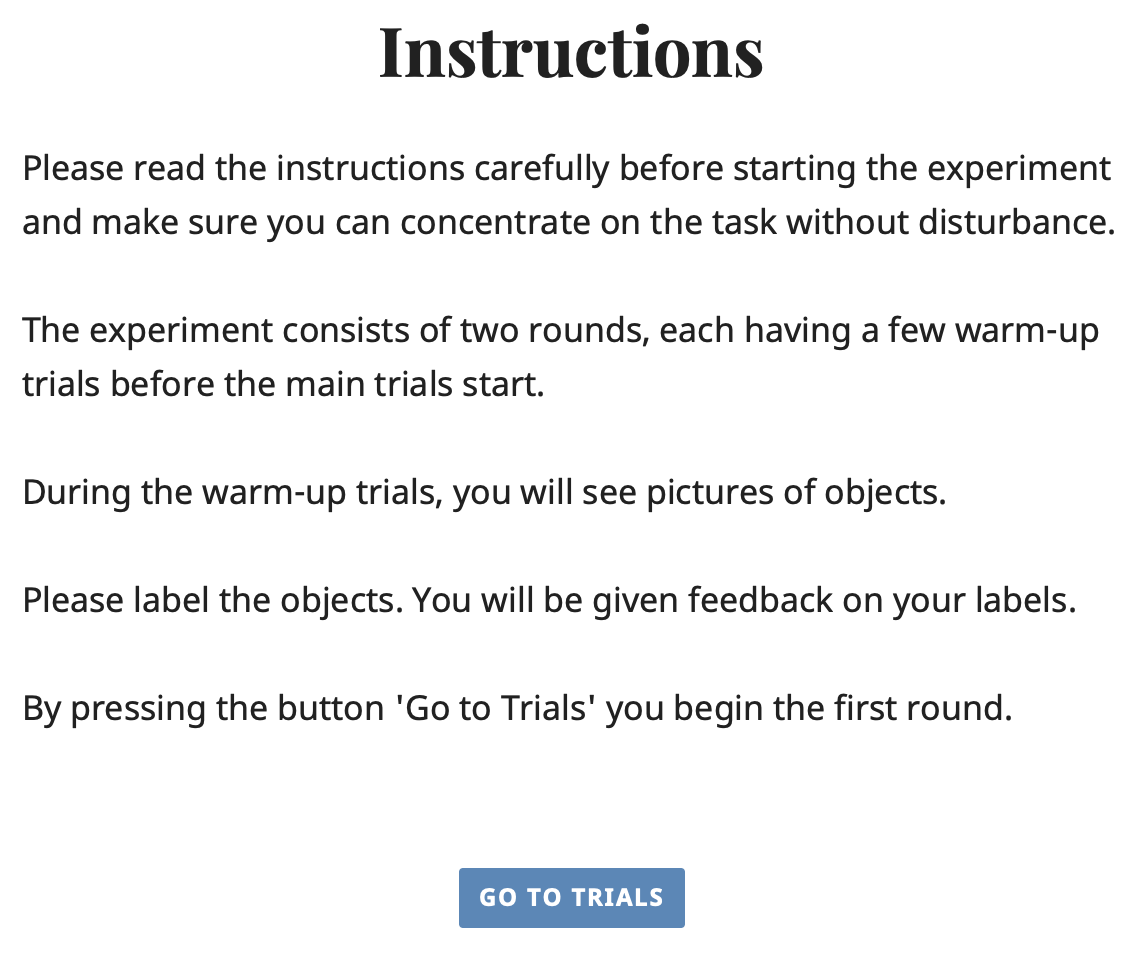 Instructions
Please read the instructions carefully before starting the experiment
and make sure you can concentrate on the task without disturbance.
The experiment consists of two rounds, each having a few warm-up
trials before the main trials start.
During the warm-up trials, you will see pictures of objects.
Please label the objects. You will be given feedback on your labels.
By pressing the button 'Go to Trials' you begin the first round.
GO TO TRIALS